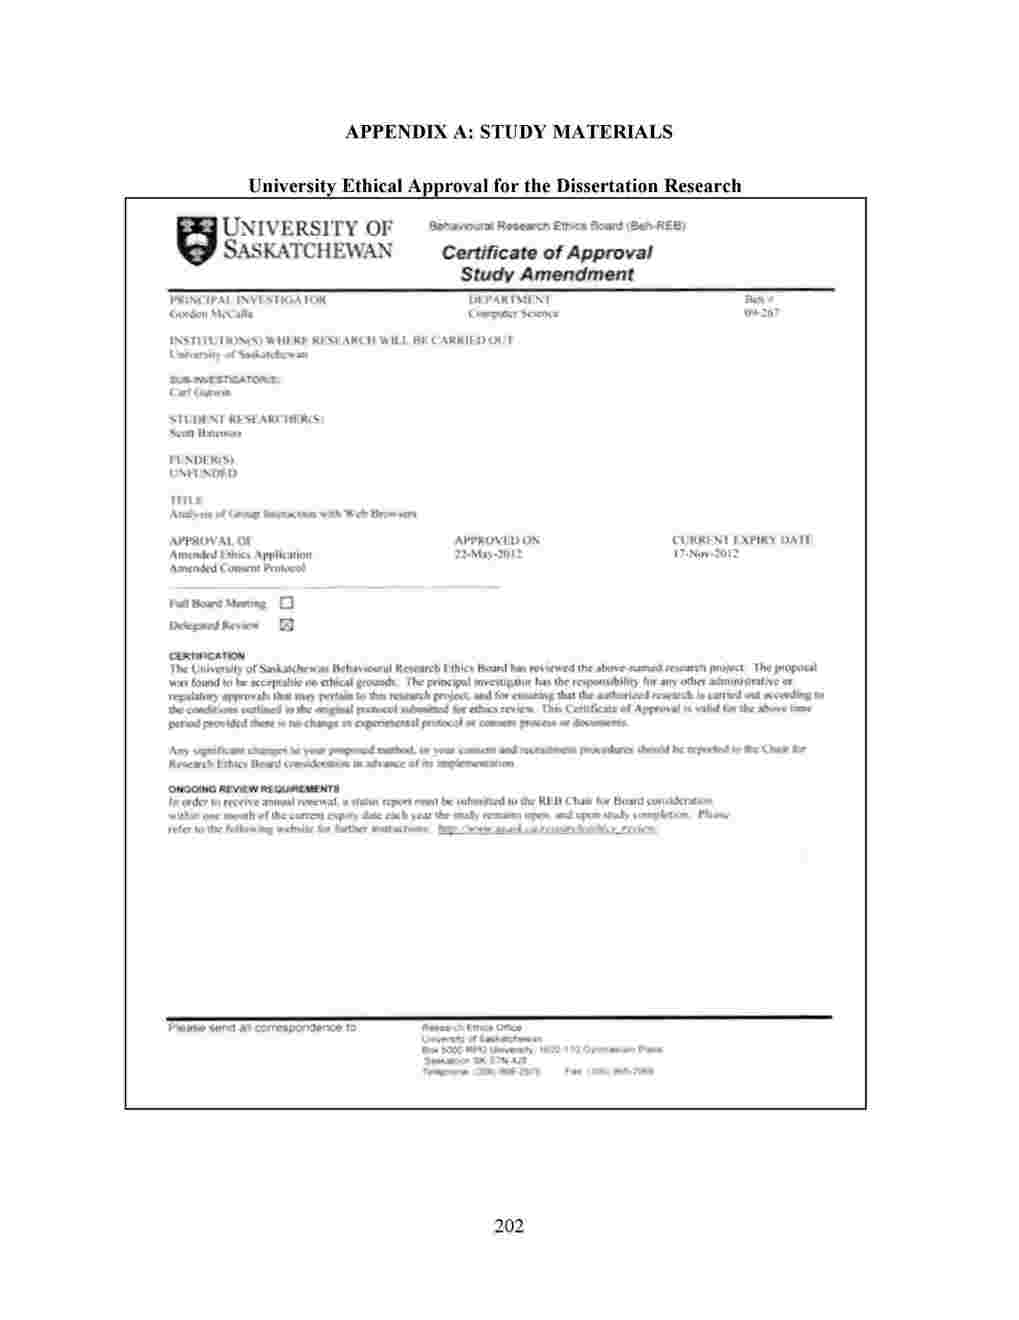 APPENDIX A: STUDY MATERIALS
University Ethical Approval for the Dissertation Research
UNIVERSITY OF
SASKATCHEWAN
Behavioural Research Ethics Board (Beh-REB)
Certificate of Approval
Study Amendment
PRINCIPAL INVESTIGATOR DEPARTMENT Beh #
Gordon McCalla Computer Science 09-267
INSTITUTION(S) WHERE RESEARCH WILL BE CARRIED OUT
University of Saskatchewan
SUB-INVESTIGATOR(S)
Carl Gutwin
STUDENT RESEARCHER(S)
Scott Bateman
FUNDER(S)
UNFUNDED
TITLE
Analysis of Group Interaction with Web Browsers
APPROVAL OF APPROVED ON CURRENT EXPIRY DATE
Amended Ethics Application 22-May-2012 17-Nov-2012
Amended Consent Protocol
Full Board Meeting
Delegated Review
CERTIFICATION
The University of Saskatchewan Behavioural Research Ethics Board has reviewed the above-named research project. The proposal
was found to be acceptable on ethical grounds. The principal investigator has the responsibility for any other administrative or
regulatory approvals that may pertain to this research project, and for ensuring that the authorized research is carried out according to
the conditions outlined in the original protocol submitted for ethics review. This Certificate of Approval is valid for the above time
period provided there is no change in experimental protocol or consent process or documents.
Any significant changes to your proposed method, or your consent and recruitment procedures should be reported to the Chair for
Research Ethics Board consideration in advance of its implementation.
ONGOING REVIEW REQUIREMENTS
In order to receive annual renewal, a status report must be submitted to the REB Chair for Board consideration
within one month of the current expiry date each year the study remains open, and upon study completion. Please
refer to the following website for further instructions: http://www.usask.ca/research/ethics_review/
Please send all correspondence to
Research Ethics Office
University of Saskatchewan
Box 5000 RPO University, 1602-110 Gymnasium Place
Saskatoon SK S7N
Telephone: (306) Fax: (306)
202